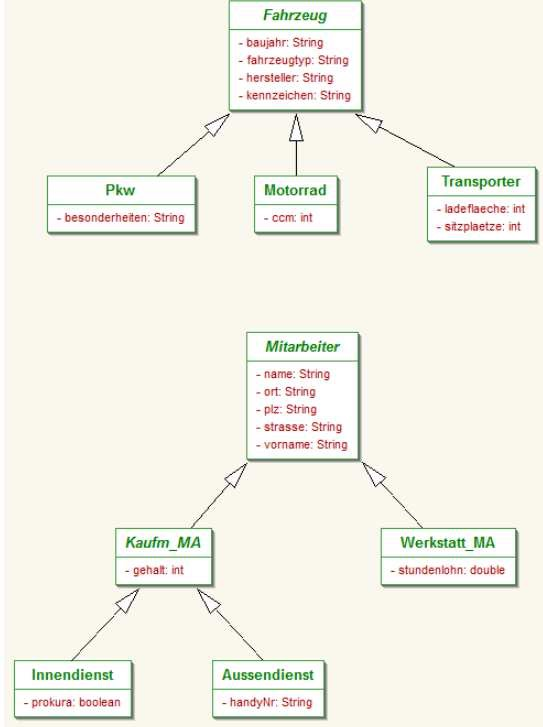 Fahrzeug
- baujahr: String
- fahrzeugtyp: String
- hersteller: String
- kennzeichen: String
Pkw
- besonderheiten: String
Motorrad
- ccm: int
Transporter
- ladeflaeche: int
- sitzplaetze: int
Mitarbeiter
- name: String
- ort: String
- plz: String
- strasse: String
- vorname: String
Kaufm_MA
- gehalt: int
Werkstatt_MA
- stundenlohn: double
Innendienst
- prokura: boolean
Aussendienst
- handyNr: String